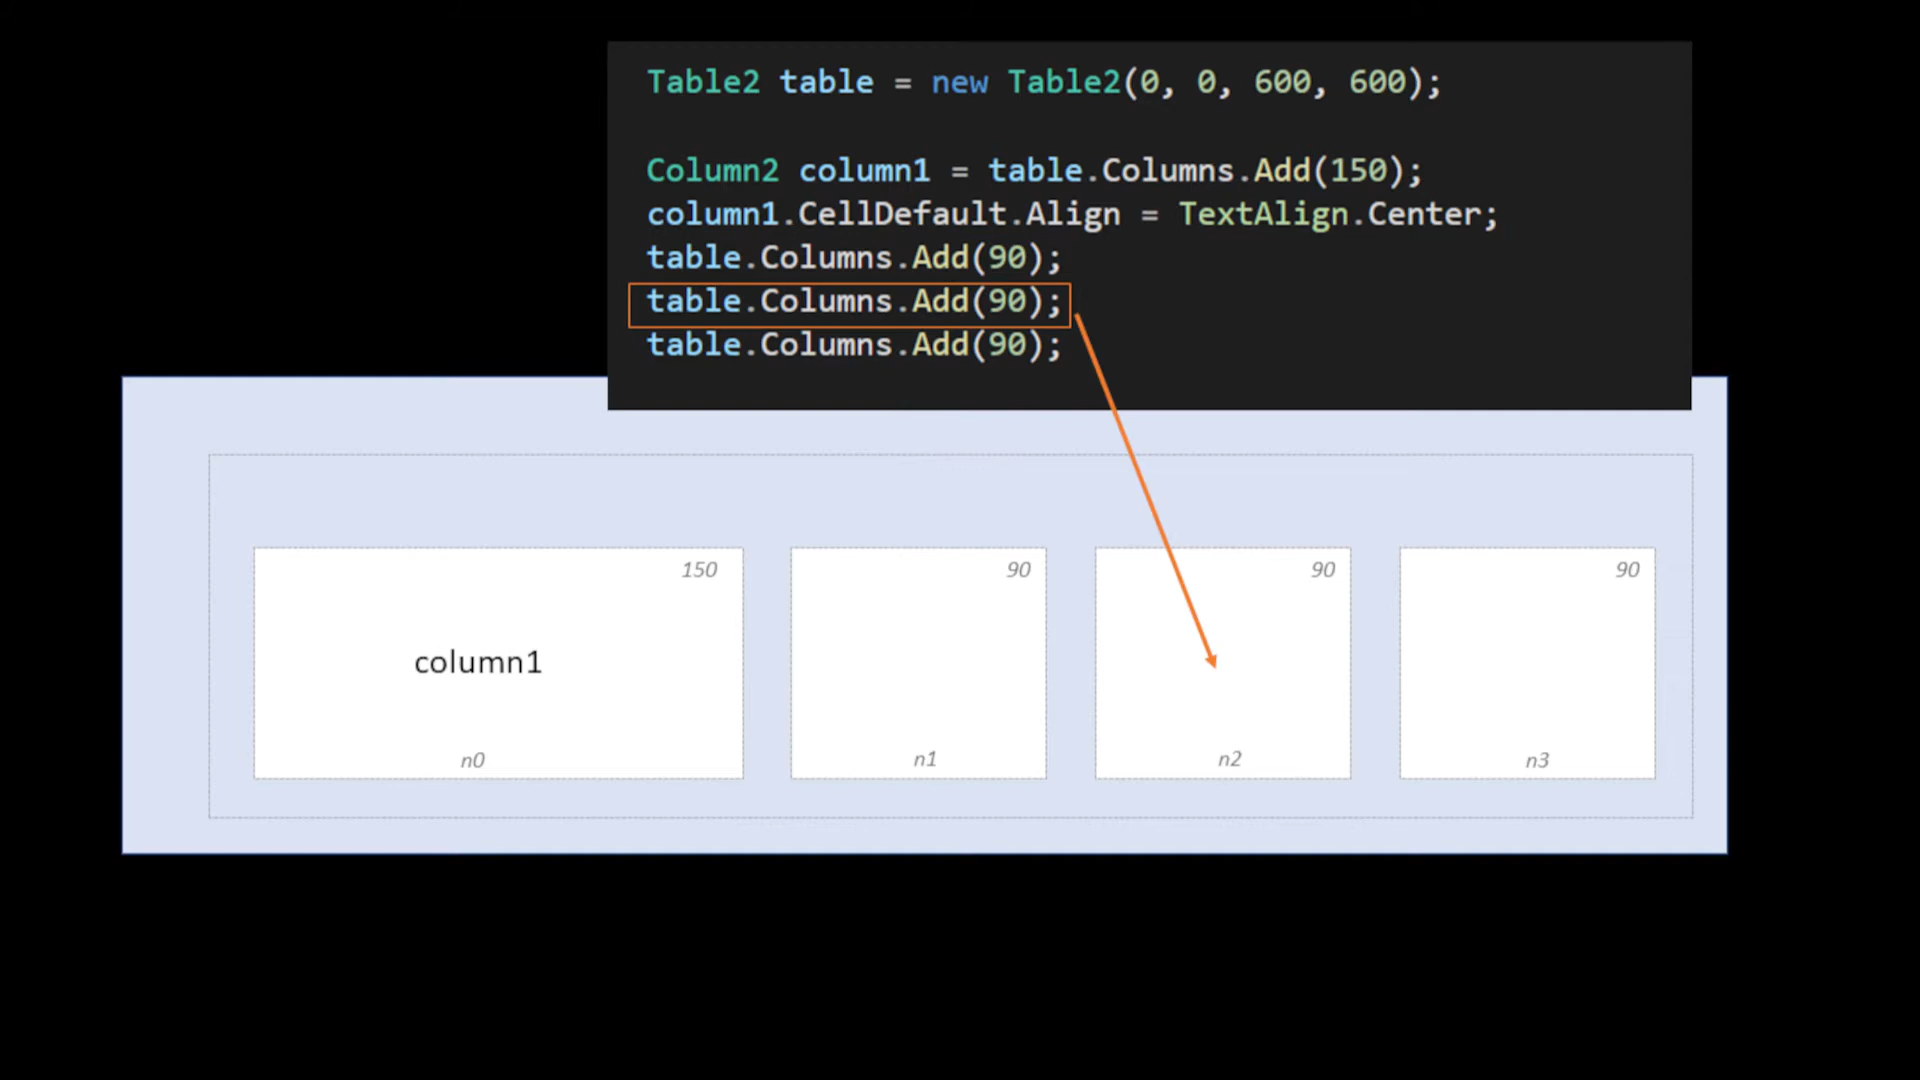 Table2 table = new Table2(0, 0, 600, 600);
Column2 column1 = table.Columns.Add(150);
column1.CellDefault.Align = TextAlign.Center;
table.Columns.Add(90);
table.Columns.Add(90);
table.Columns.Add(90);
150
90
90
90
column1
n0
n1
n2
n3